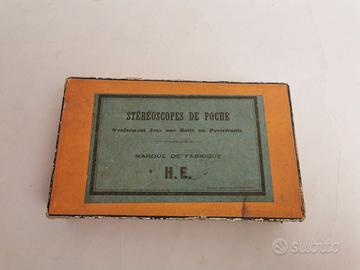 STÉRÉOSCOPES DE POCHE
Renfermant dans une Boîte ou Portefeuille
MARQUE DE FABRIQUE
H. E.
subito